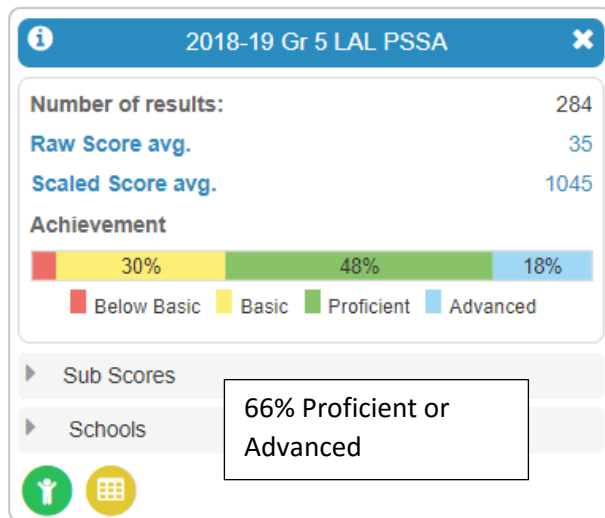 2018-19 Gr 5 LAL PSSA
Number of results: 284
Raw Score avg. 35
Scaled Score avg. 1045
Achievement
30% 48% 18%
Below Basic Basic Proficient Advanced
Sub Scores
Schools
66% Proficient or
Advanced